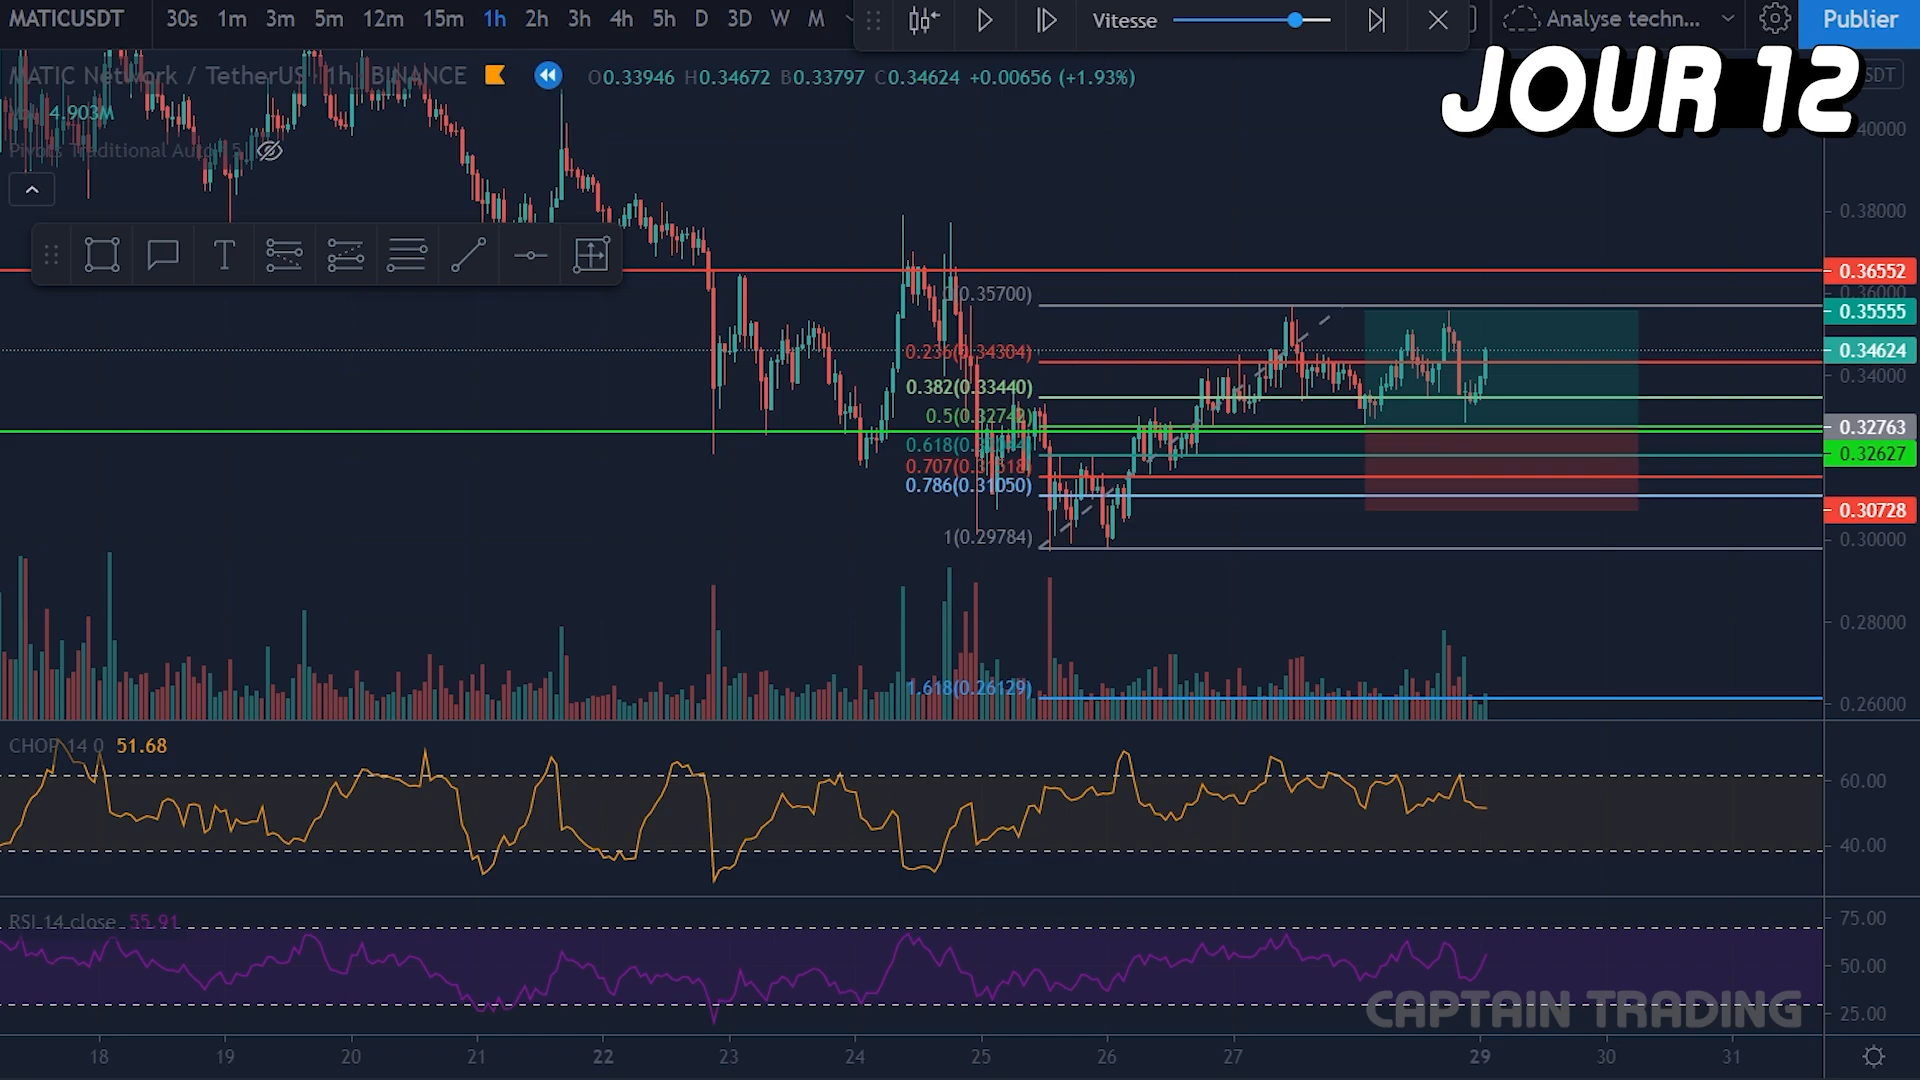 MATICUSDT 30s 1m 3m 5m 12m 15m 1h 2h 3h 4h 5h D 3D W M Vitesse Analyse techn... Publier
JOUR 12
MATIC Network / TetherUS 1h BINANCE O0.33946 H0.34672 B0.33797 C0.34624 +0.00656 (+1.93%)
4.903M
Pivots Traditional Auto
T
40000
0.38000
0.36552
0.36000
0.35555
0.34624
0.34000
0.32763
0.32627
0.30728
0.30000
0.28000
0.26000
(0.35700)
0.236(0.34304)
0.382(0.33440)
0.5(0.32742)
0.786(0.31050)
1(0.29784)
1.618(0.26129)
CHOP 14 0 51.68
60.00
40.00
RSI 14 close 55.91
75.00
50.00
25.00
CAPTAIN TRADING
18 19 20 21 22 23 24 25 26 27 29 30 31